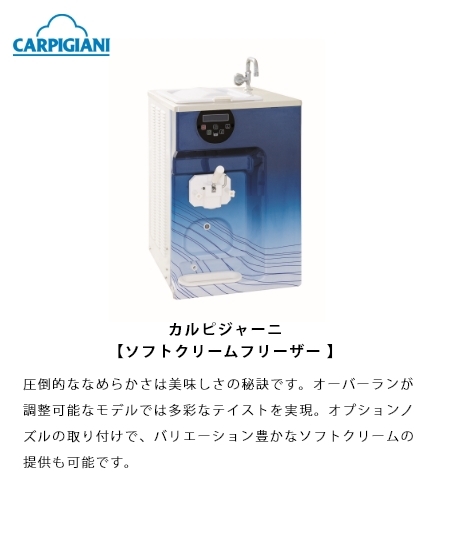 CARPIGIANI
カルピジャーニ
【ソフトクリームフリーザー 】
圧倒的ななめらかさは美味しさの秘訣です。オーバーランが
調整可能なモデルでは多彩なテイストを実現。オプションノ
ズルの取り付けで、バリエーション豊かなソフトクリームの
提供も可能です。